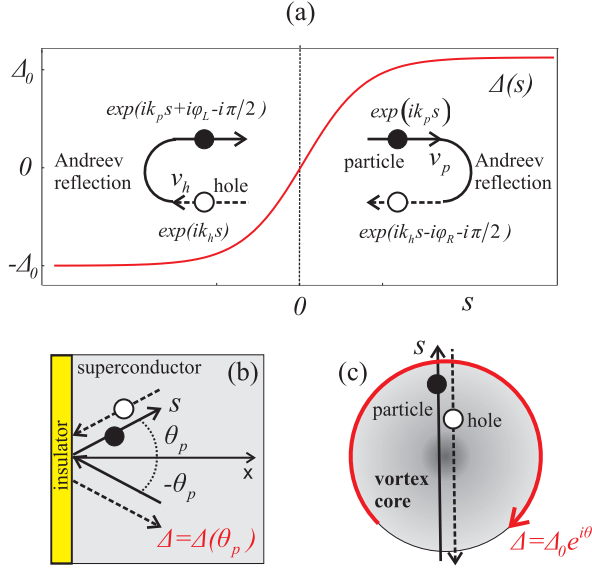 (a)
Δ₀
Δ(s)
exp(ik_p s+iφ_L-iπ/2)
exp(ik_p s)
Andreev
reflection
particle
v_p
Andreev
reflection
0
v_h
hole
exp(ik_h s)
exp(ik_h s-iφ_R-iπ/2)
-Δ₀
0
s
(b)
superconductor
s
insulator
θ_p
x
-θ_p
Δ=Δ(θ_p)
(c)
s
particle
hole
vortex
core
Δ=Δ₀e^{iθ}